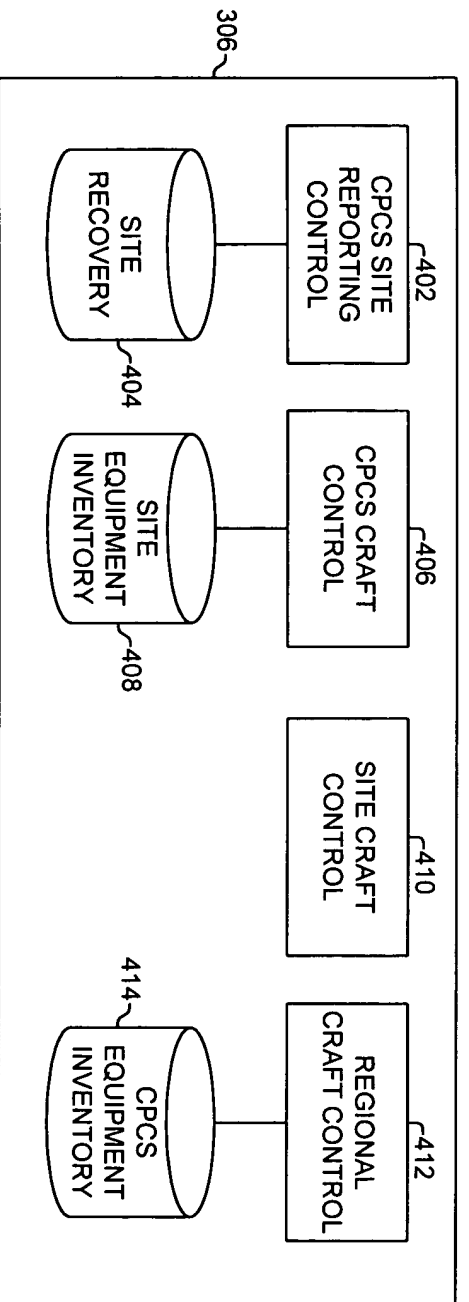 306
402
CPCS SITE
REPORTING
CONTROL
406
CPCS CRAFT
CONTROL
410
SITE CRAFT
CONTROL
412
REGIONAL
CRAFT CONTROL
SITE
RECOVERY
404
SITE
EQUIPMENT
INVENTORY
408
414
CPCS
EQUIPMENT
INVENTORY